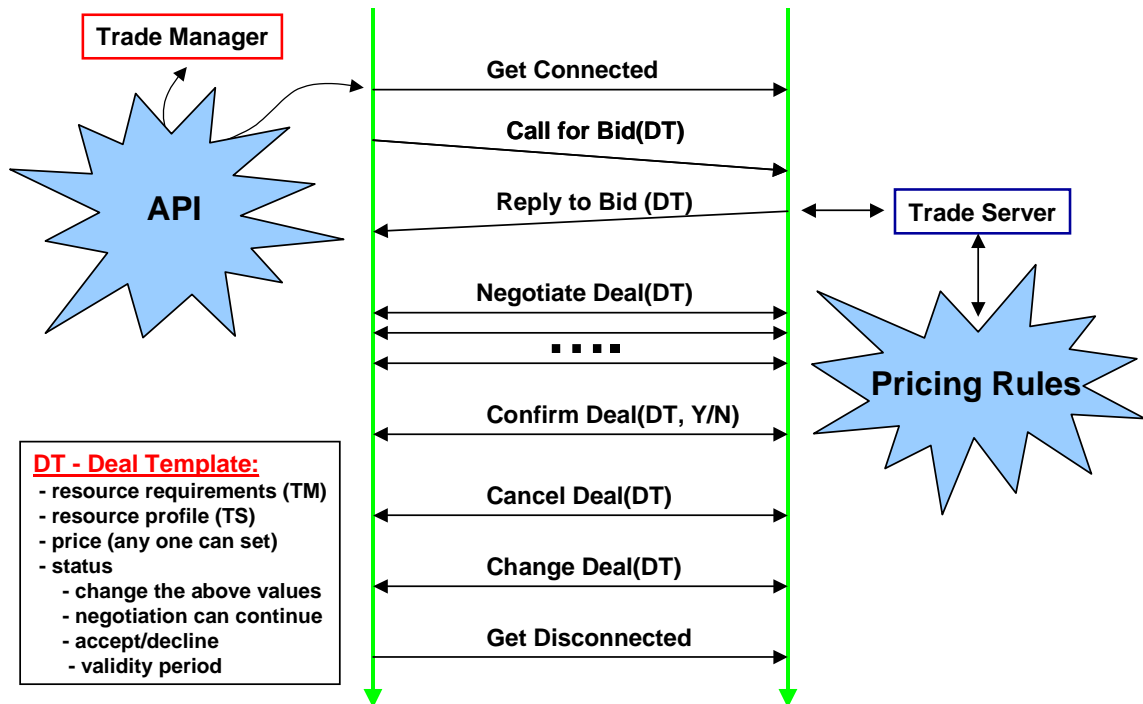 Trade Manager
Get Connected
Call for Bid(DT)
API
Reply to Bid (DT)
Trade Server
Negotiate Deal(DT)
. . . .
Pricing Rules
Confirm Deal(DT, Y/N)
DT - Deal Template:
- resource requirements (TM)
- resource profile (TS)
- price (any one can set)
- status
- change the above values
- negotiation can continue
- accept/decline
- validity period
Cancel Deal(DT)
Change Deal(DT)
Get Disconnected